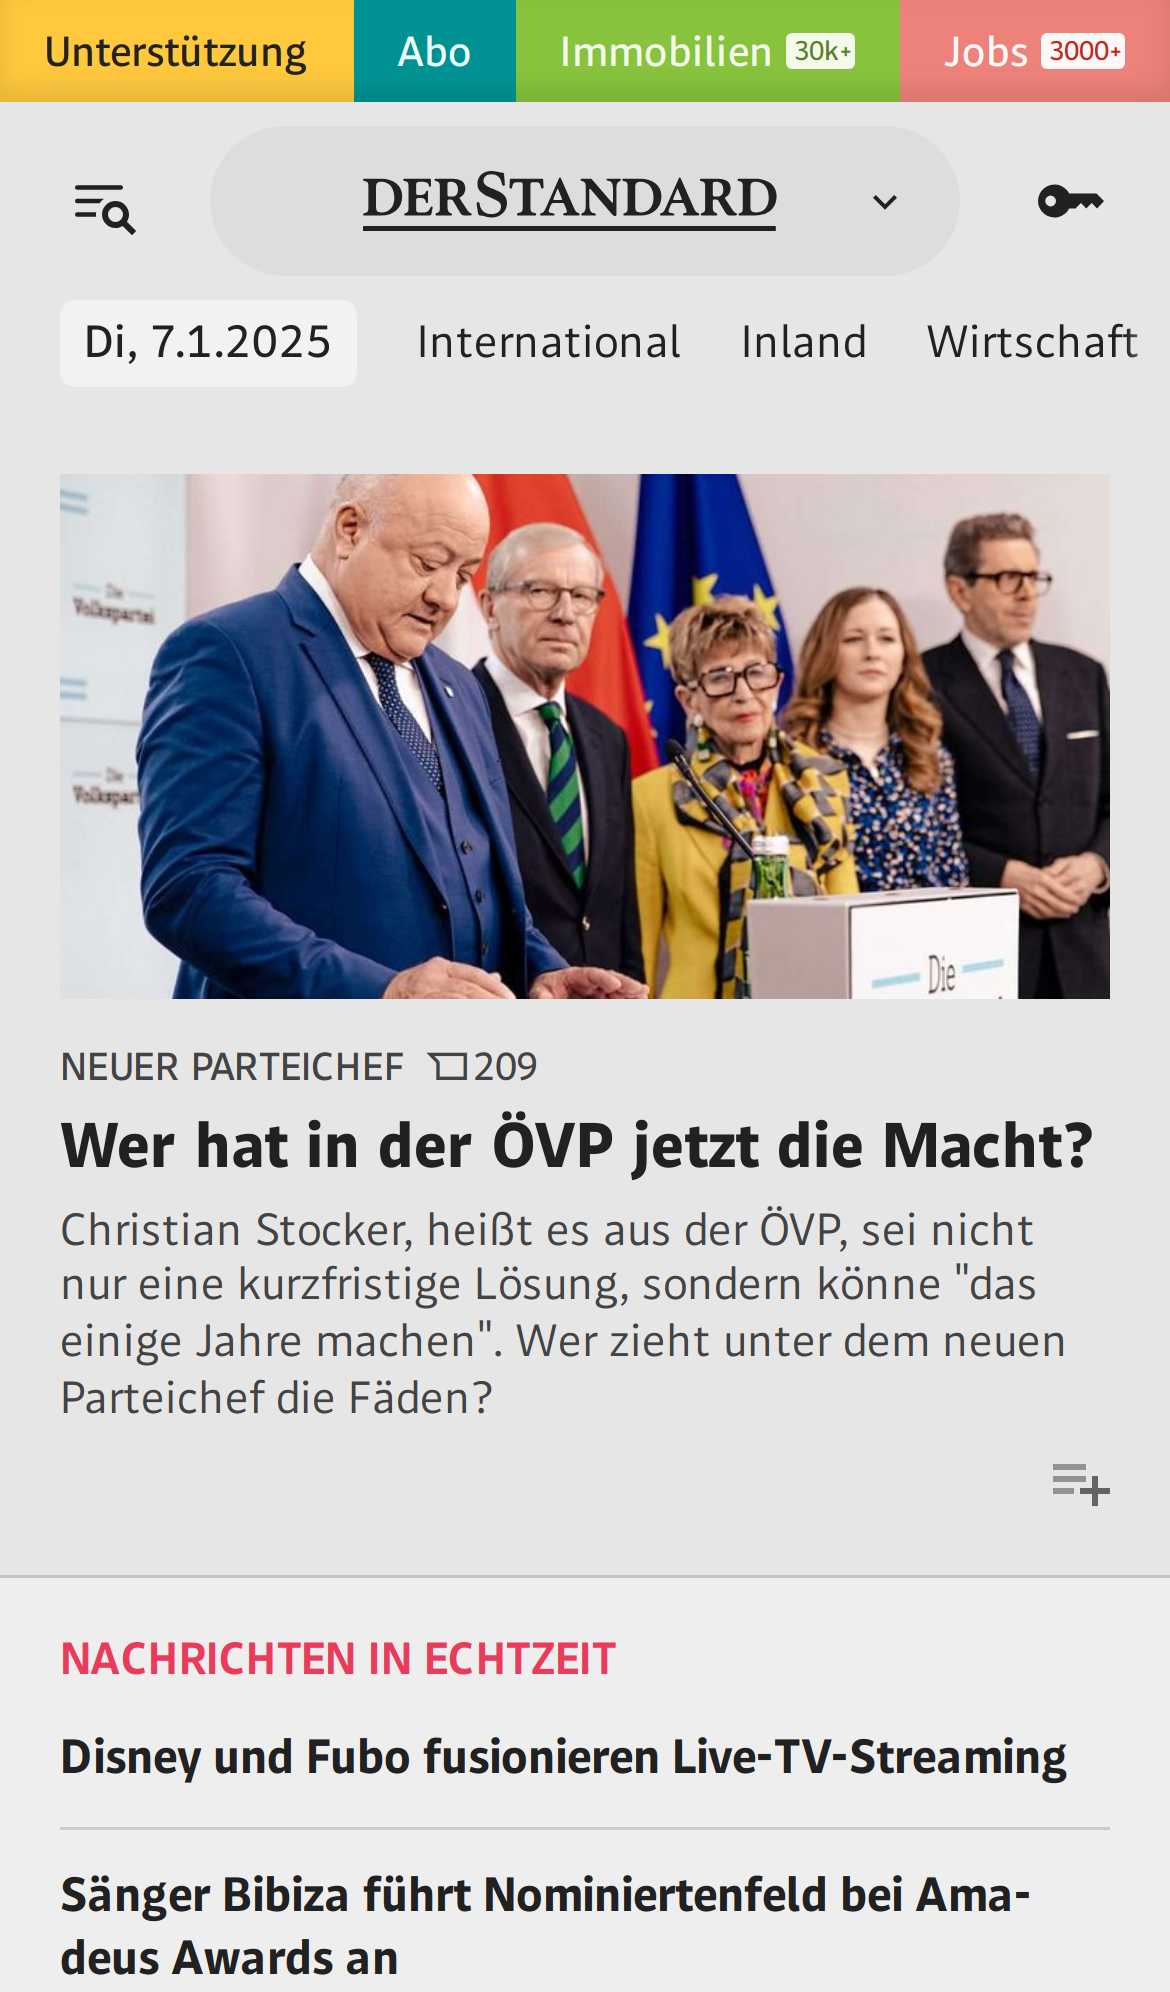 Unterstützung
Abo
Immobilien 30k+
Jobs 3000+
DERSTANDARD
Di, 7.1.2025
International
Inland
Wirtschaft
Die
Volkspartei
Die
Volkspar
Die
NEUER PARTEICHEF 209
Wer hat in der ÖVP jetzt die Macht?
Christian Stocker, heißt es aus der ÖVP, sei nicht
nur eine kurzfristige Lösung, sondern könne "das
einige Jahre machen". Wer zieht unter dem neuen
Parteichef die Fäden?
NACHRICHTEN IN ECHTZEIT
Disney und Fubo fusionieren Live-TV-Streaming
Sänger Bibiza führt Nominiertenfeld bei Ama-
deus Awards an